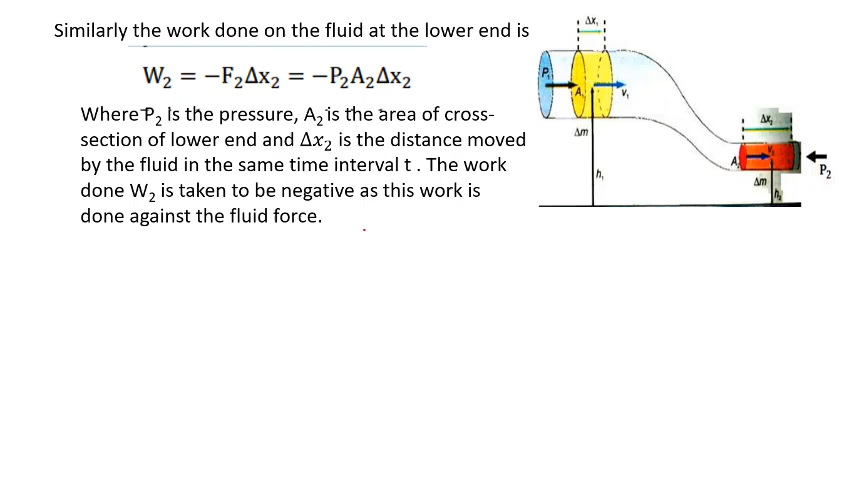 Similarly the work done on the fluid at the lower end is
W₂ = −F₂Δx₂ = −P₂A₂Δx₂
Where P₂ is the pressure, A₂ is the area of cross-
section of lower end and Δx₂ is the distance moved
by the fluid in the same time interval t . The work
done W₂ is taken to be negative as this work is
done against the fluid force.
Δx₁
P₁
A₁
v₁
Δm
h₁
Δx₂
A₂
v₂
P₂
Δm
h₂